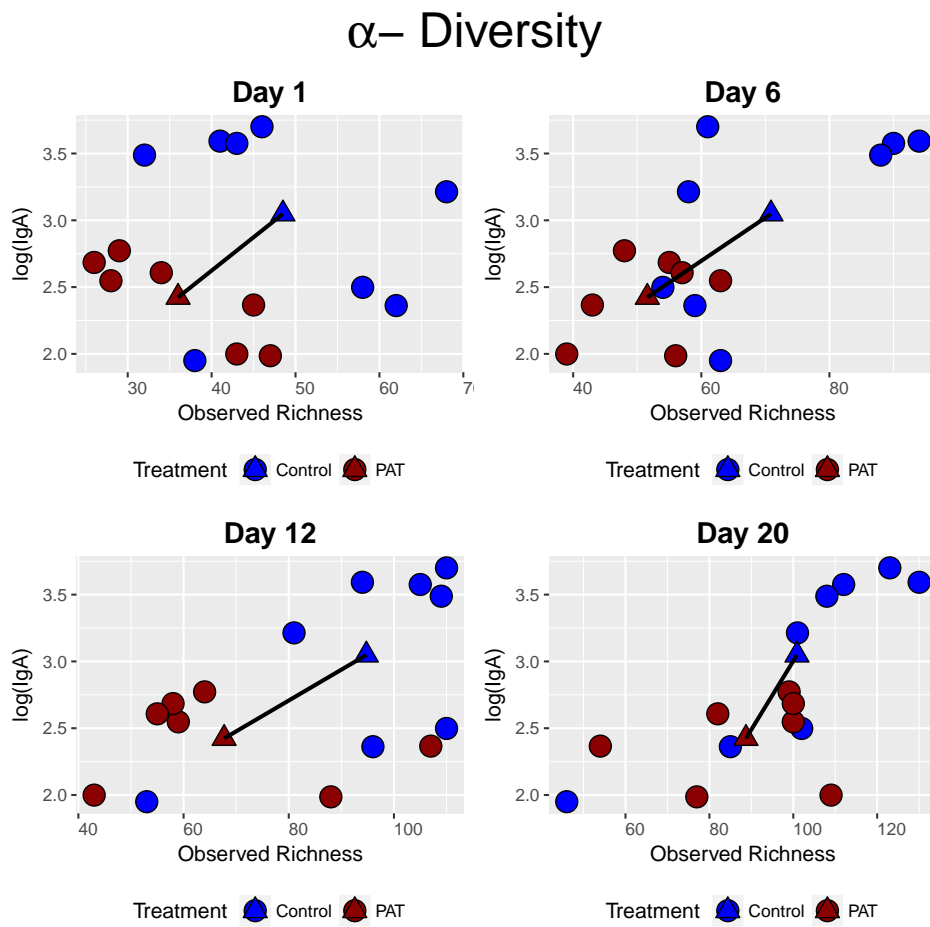 α− Diversity
Day 1
log(IgA)
3.5
3.0
2.5
2.0
30 40 50 60 70
Observed Richness
Treatment Control PAT
Day 6
log(IgA)
3.5
3.0
2.5
2.0
40 60 80
Observed Richness
Treatment Control PAT
Day 12
log(IgA)
3.5
3.0
2.5
2.0
40 60 80 100
Observed Richness
Treatment Control PAT
Day 20
log(IgA)
3.5
3.0
2.5
2.0
60 80 100 120
Observed Richness
Treatment Control PAT